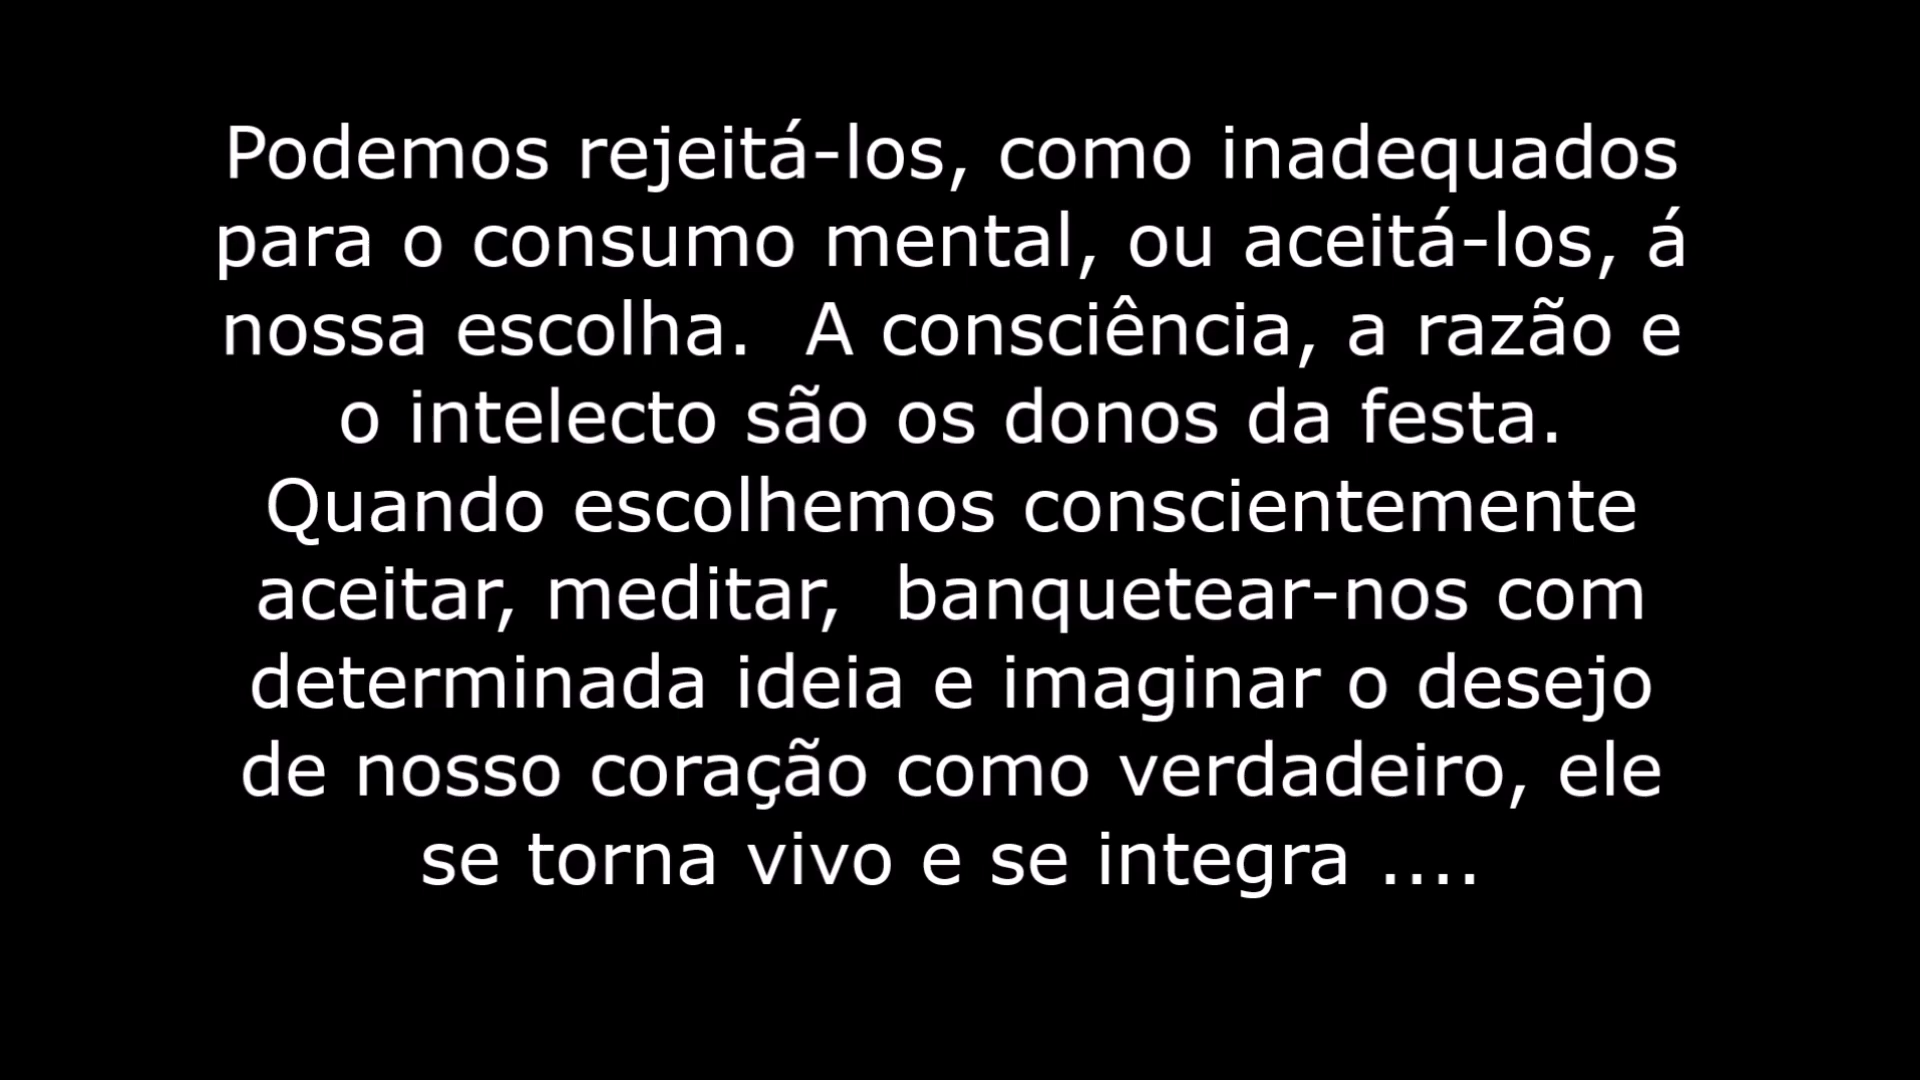 Podemos rejeitá-los, como inadequados
para o consumo mental, ou aceitá-los, á
nossa escolha.  A consciência, a razão e
o intelecto são os donos da festa.
Quando escolhemos conscientemente
aceitar, meditar,  banquetear-nos com
determinada ideia e imaginar o desejo
de nosso coração como verdadeiro, ele
se torna vivo e se integra ....